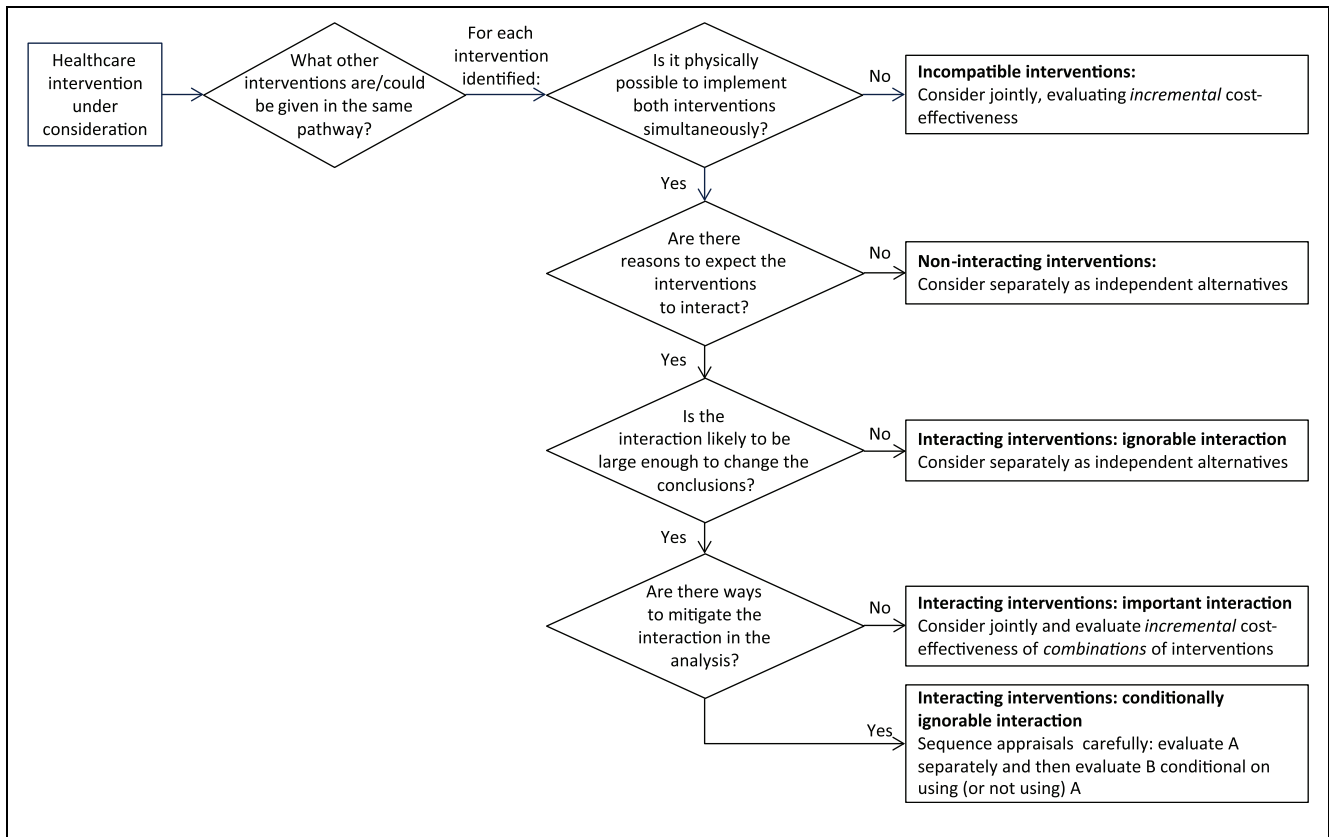 Healthcare
intervention
under
consideration
What other
interventions are/could
be given in the same
pathway?
For each
intervention
identified:
Is it physically
possible to implement
both interventions
simultaneously?
No
Incompatible interventions:
Consider jointly, evaluating incremental cost-
effectiveness
Yes
Are there
reasons to expect the
interventions
to interact?
No
Non-interacting interventions:
Consider separately as independent alternatives
Yes
Is the
interaction likely to be
large enough to change the
conclusions?
No
Interacting interventions: ignorable interaction
Consider separately as independent alternatives
Yes
Are there ways
to mitigate the
interaction in the
analysis?
No
Interacting interventions: important interaction
Consider jointly and evaluate incremental cost-
effectiveness of combinations of interventions
Yes
Interacting interventions: conditionally
ignorable interaction
Sequence appraisals carefully: evaluate A
separately and then evaluate B conditional on
using (or not using) A